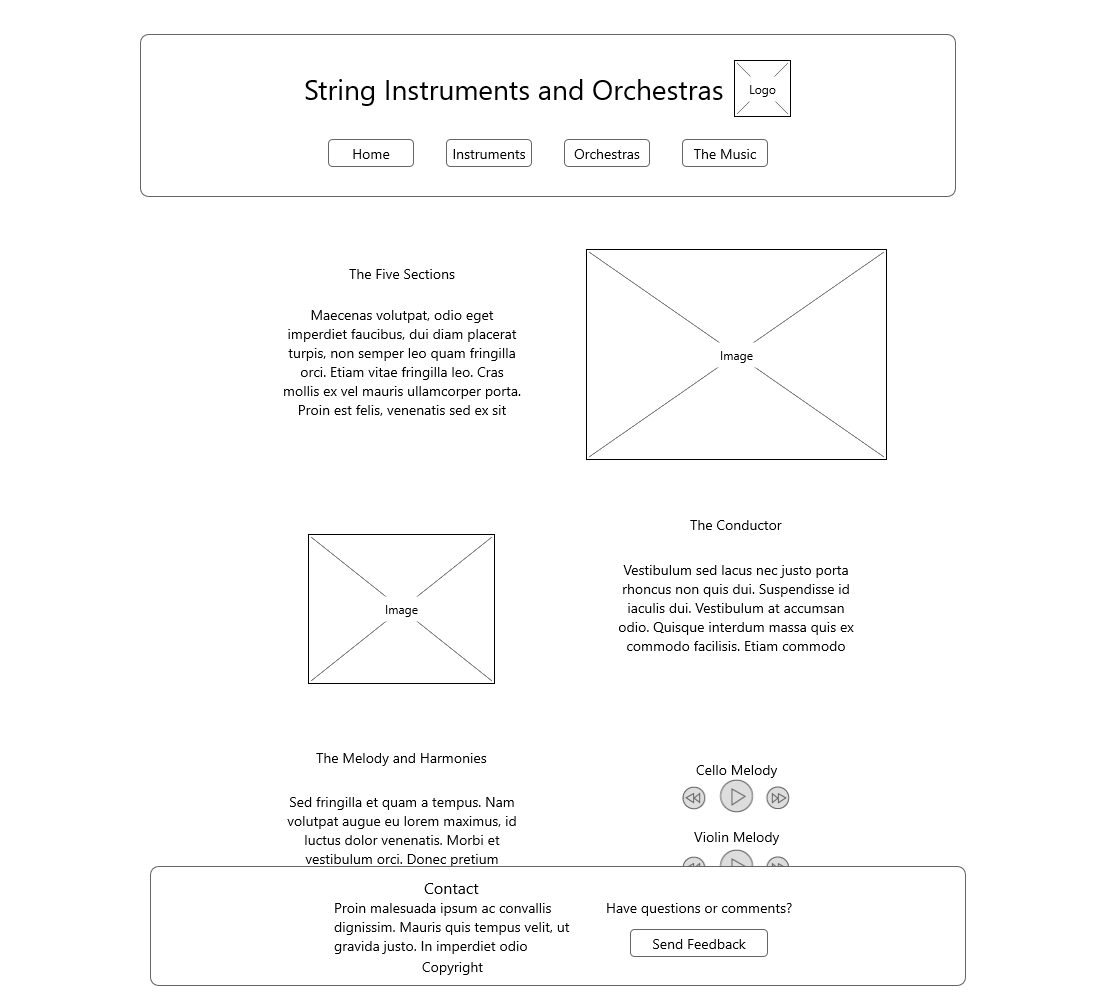 String Instruments and Orchestras
Logo
Home
Instruments
Orchestras
The Music
The Five Sections
Maecenas volutpat, odio eget
imperdiet faucibus, dui diam placerat
turpis, non semper leo quam fringilla
orci. Etiam vitae fringilla leo. Cras
mollis ex vel mauris ullamcorper porta.
Proin est felis, venenatis sed ex sit
Image
Image
The Conductor
Vestibulum sed lacus nec justo porta
rhoncus non quis dui. Suspendisse id
iaculis dui. Vestibulum at accumsan
odio. Quisque interdum massa quis ex
commodo facilisis. Etiam commodo
The Melody and Harmonies
Sed fringilla et quam a tempus. Nam
volutpat augue eu lorem maximus, id
luctus dolor venenatis. Morbi et
vestibulum orci. Donec pretium
Cello Melody
Violin Melody
Contact
Proin malesuada ipsum ac convallis
dignissim. Mauris quis tempus velit, ut
gravida justo. In imperdiet odio
Copyright
Have questions or comments?
Send Feedback